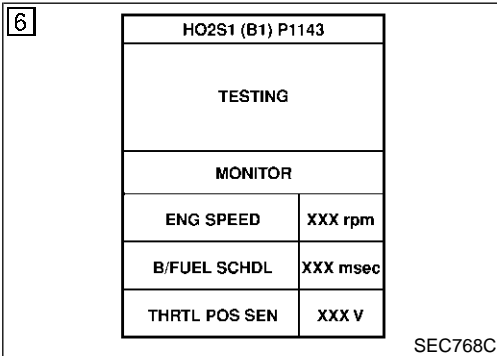 6
HO2S1 (B1) P1143
TESTING
MONITOR
ENG SPEED XXX rpm
B/FUEL SCHDL XXX msec
THRTL POS SEN XXX V
SEC768C